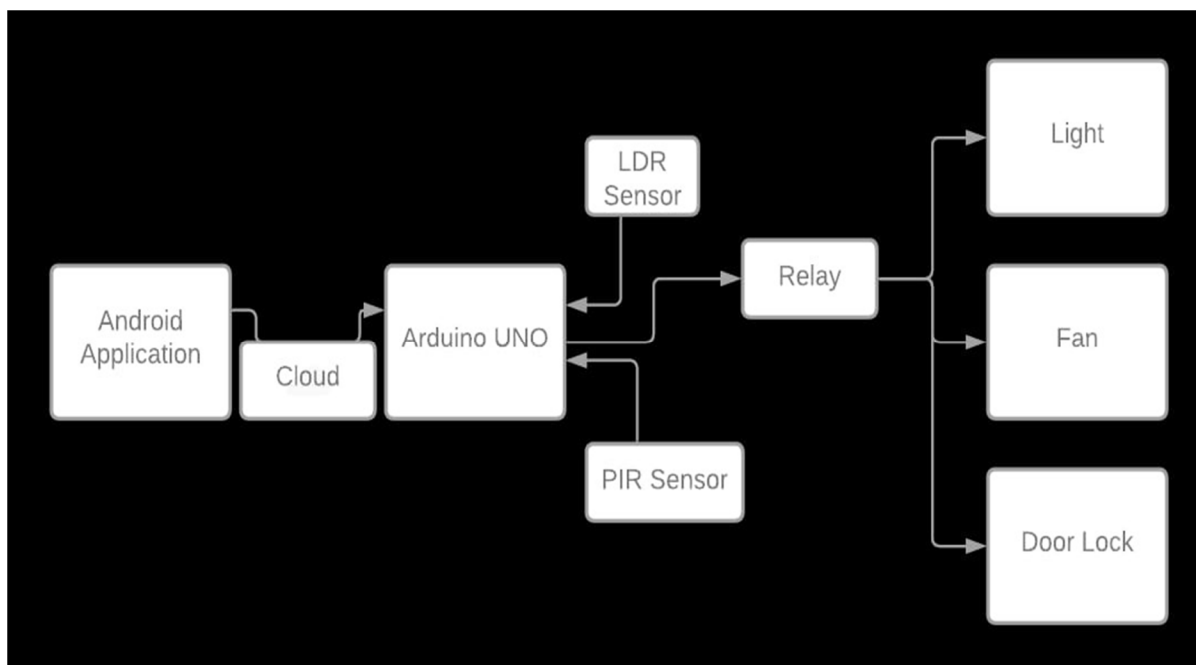 Android
Application
Cloud
Arduino UNO
LDR
Sensor
PIR Sensor
Relay
Light
Fan
Door Lock